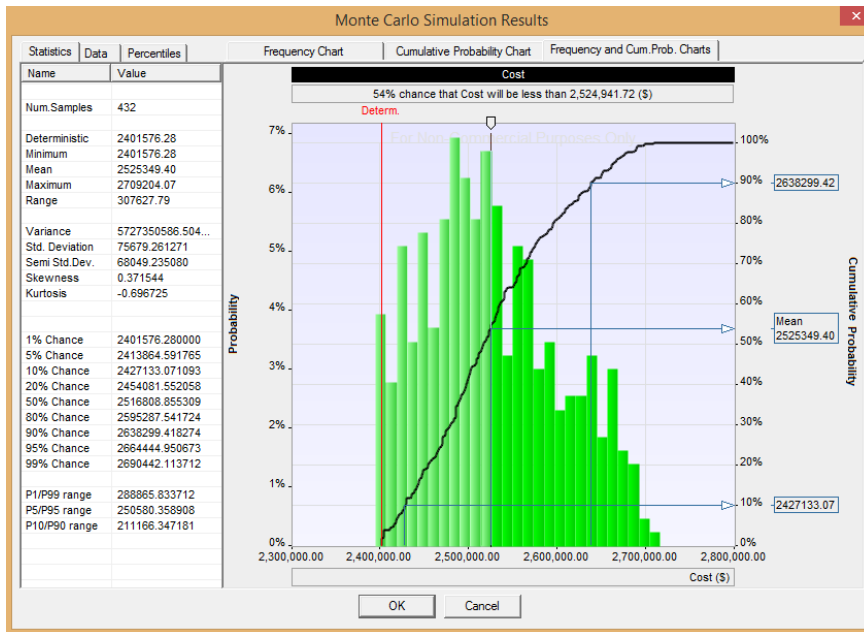 Monte Carlo Simulation Results
Statistics Data Percentiles
Frequency Chart Cumulative Probability Chart Frequency and Cum.Prob. Charts
Name Value
Num.Samples 432
Deterministic 2401576.28
Minimum 2401576.28
Mean 2525349.40
Maximum 2709204.07
Range 307627.79
Variance 5727350586.504...
Std. Deviation 75679.261271
Semi Std.Dev. 68049.235080
Skewness 0.371544
Kurtosis -0.696725
1% Chance 2401576.280000
5% Chance 2413864.591765
10% Chance 2427133.071093
20% Chance 2454081.552058
50% Chance 2516808.855309
80% Chance 2595287.541724
90% Chance 2638299.418274
95% Chance 2664444.950673
99% Chance 2690442.113712
P1/P99 range 288865.833712
P5/P95 range 250580.358908
P10/P90 range 211166.347181
Cost
54% chance that Cost will be less than 2,524,941.72 ($)
Determ.
For Non-Commercial Purposes Only
Probability
7%
6%
5%
4%
3%
2%
1%
0%
100%
90%
80%
70%
60%
50%
40%
30%
20%
10%
0%
2638299.42
Mean
2525349.40
2427133.07
Cumulative Probability
2,300,000.00 2,400,000.00 2,500,000.00 2,600,000.00 2,700,000.00 2,800,000.00
Cost ($)
OK Cancel